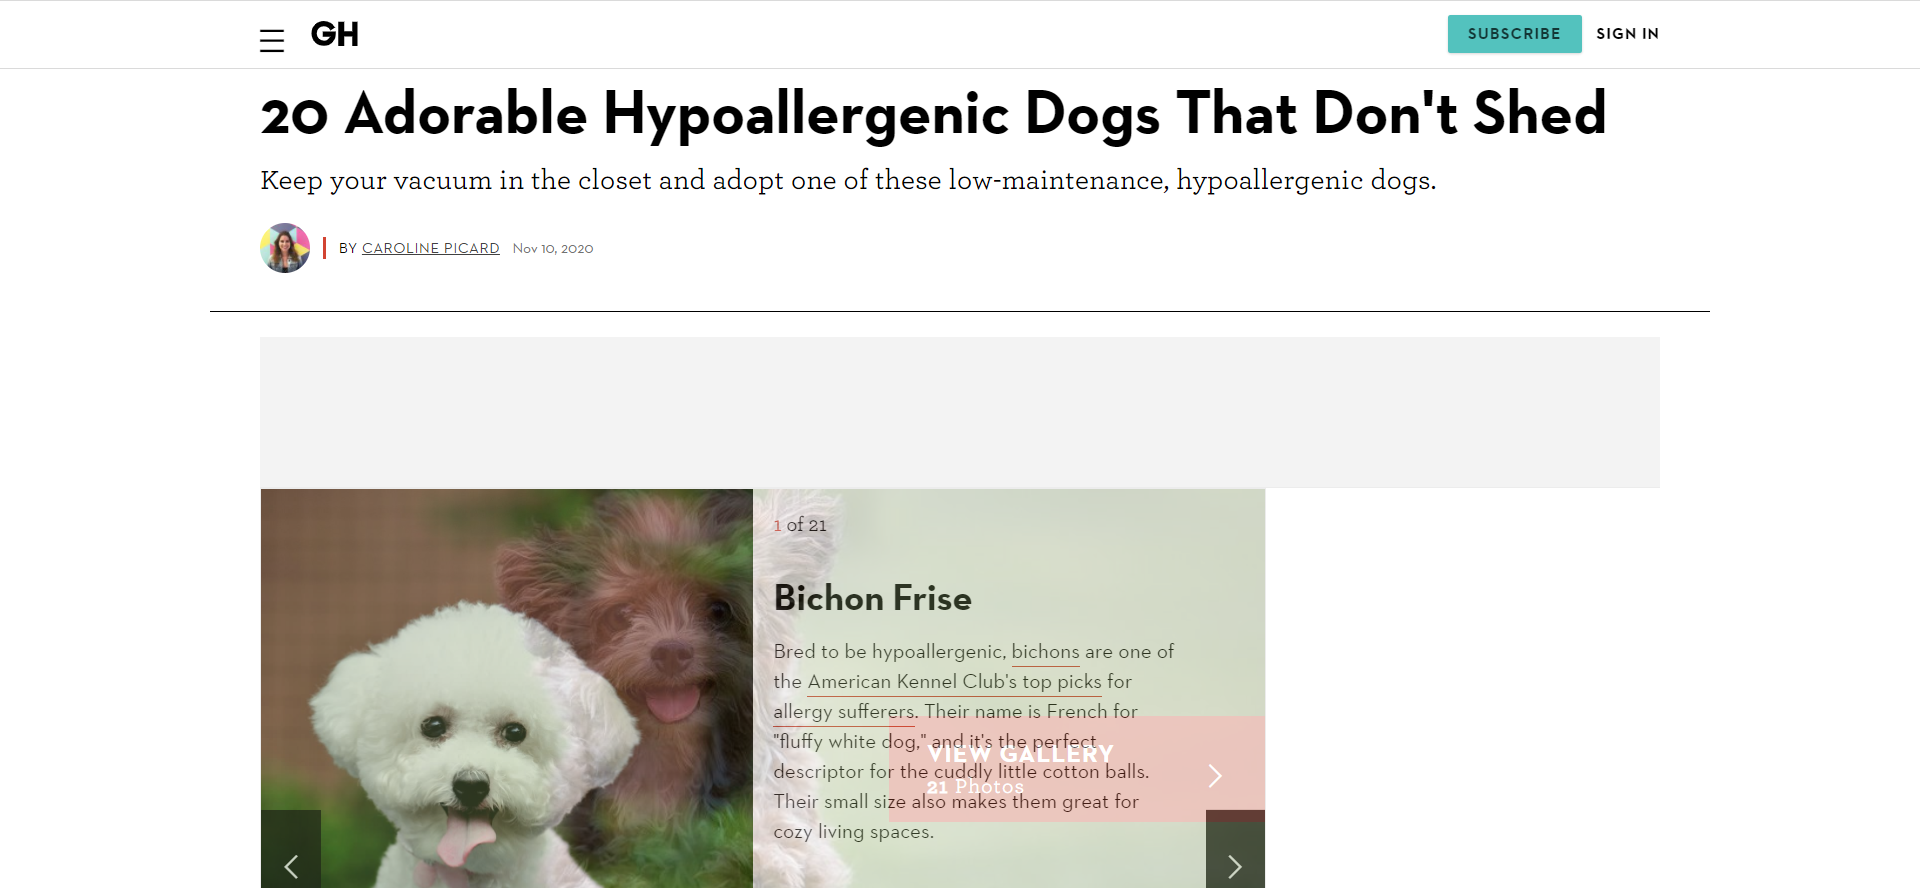 GH
SUBSCRIBE
SIGN IN
20 Adorable Hypoallergenic Dogs That Don't Shed
Keep your vacuum in the closet and adopt one of these low-maintenance, hypoallergenic dogs.
BY CAROLINE PICARD Nov 10, 2020
1 of 21
Bichon Frise
Bred to be hypoallergenic, bichons are one of
the American Kennel Club's top picks for
allergy sufferers. Their name is French for
"fluffy white dog," and it's the perfect
descriptor for the cuddly little cotton balls.
Their small size also makes them great for
cozy living spaces.
VIEW GALLERY
21 Photos